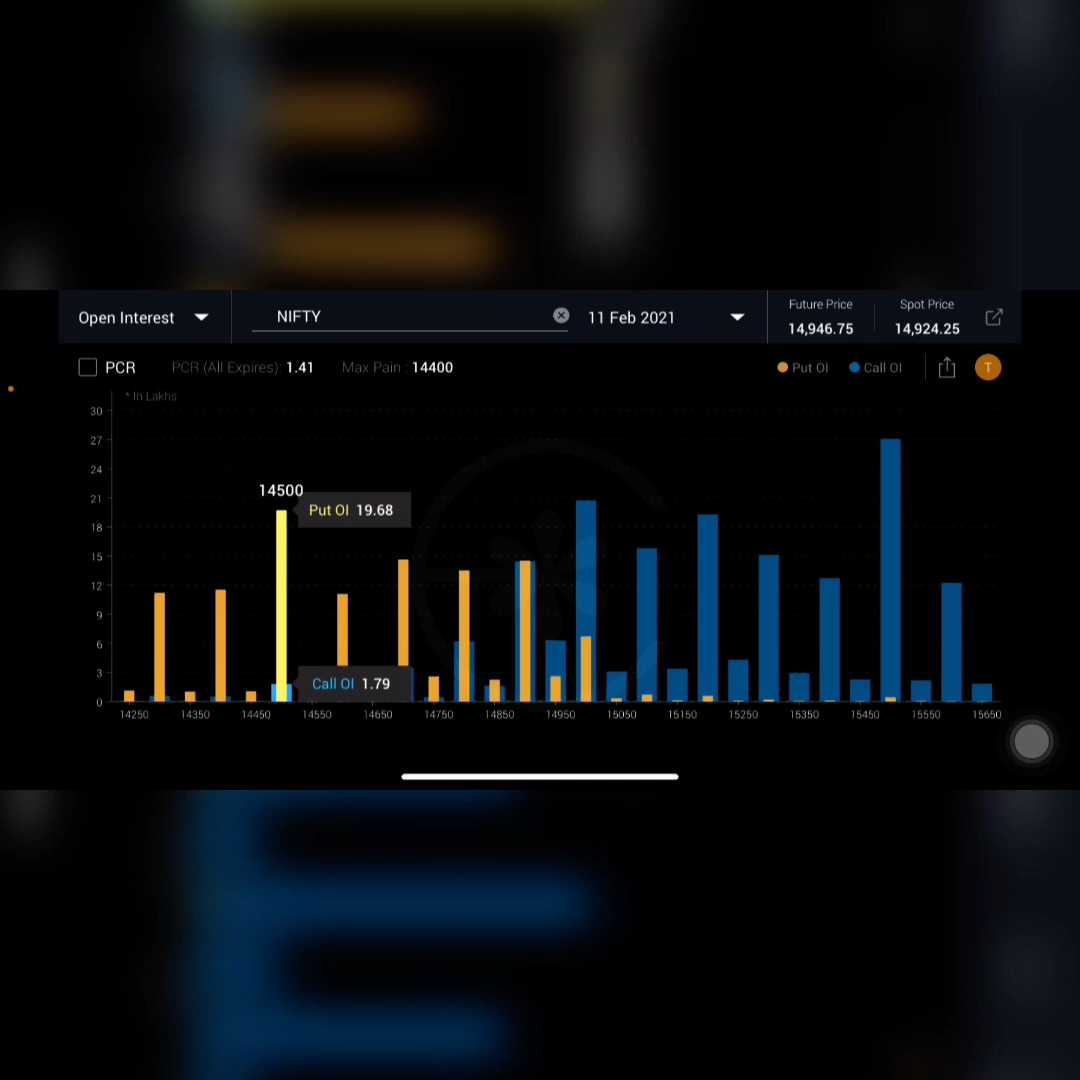 Open Interest
NIFTY
11 Feb 2021
Future Price
14,946.75
Spot Price
14,924.25
PCR
PCR (All Expires): 1.41
Max Pain : 14400
Put OI
Call OI
T
* In Lakhs
30
27
24
21
18
15
12
9
6
3
0
14500
Put OI 19.68
Call OI 1.79
14250 14350 14450 14550 14650 14750 14850 14950 15050 15150 15250 15350 15450 15550 15650